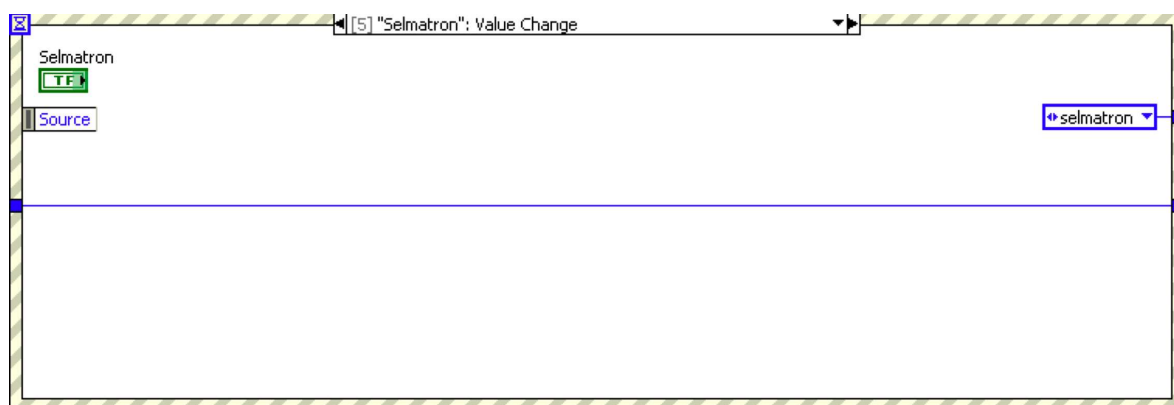 [5] "Selmatron": Value Change
Selmatron
TF
Source
selmatron